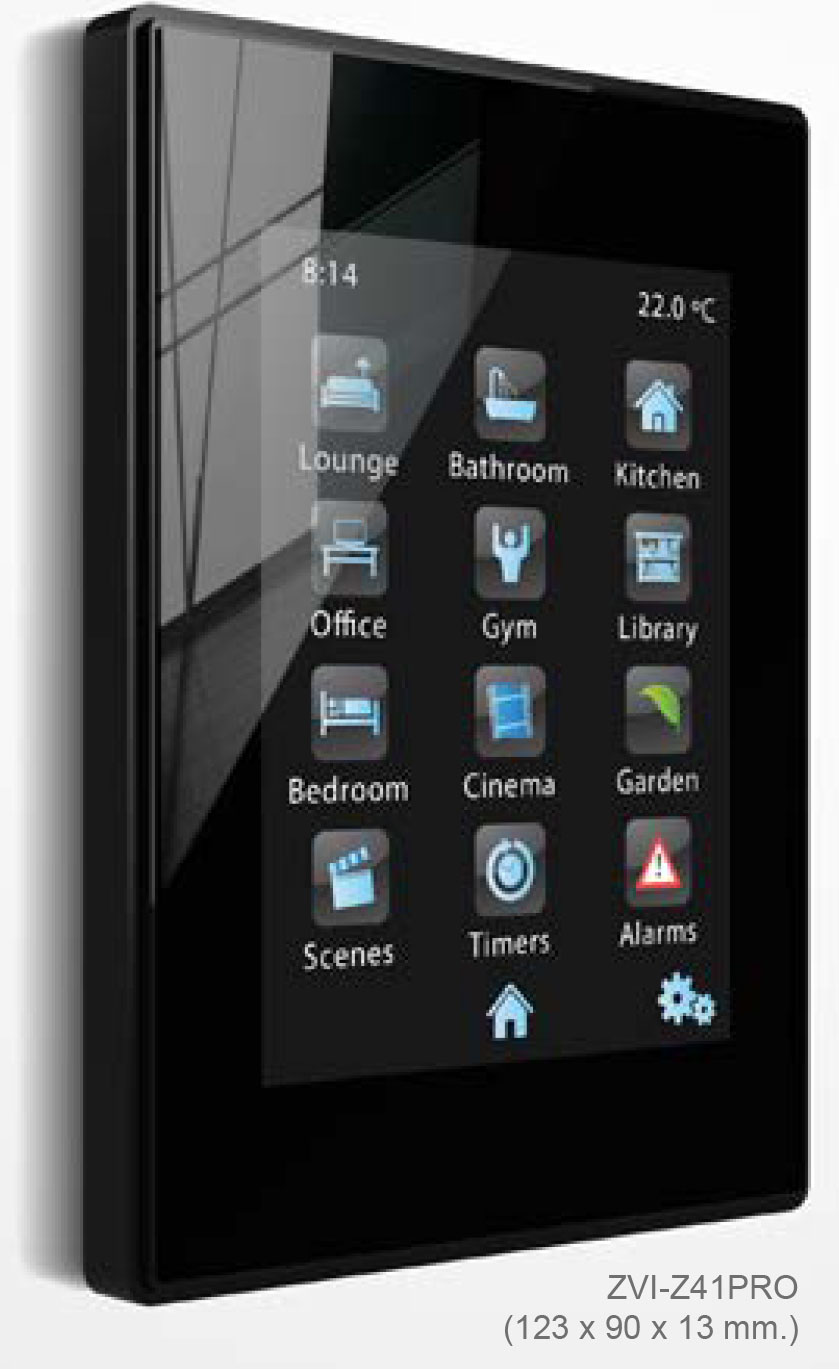 8:14
22.0 ºC
Lounge Bathroom Kitchen
Office Gym Library
Bedroom Cinema Garden
Scenes Timers Alarms
ZVI-Z41PRO
(123 x 90 x 13 mm.)